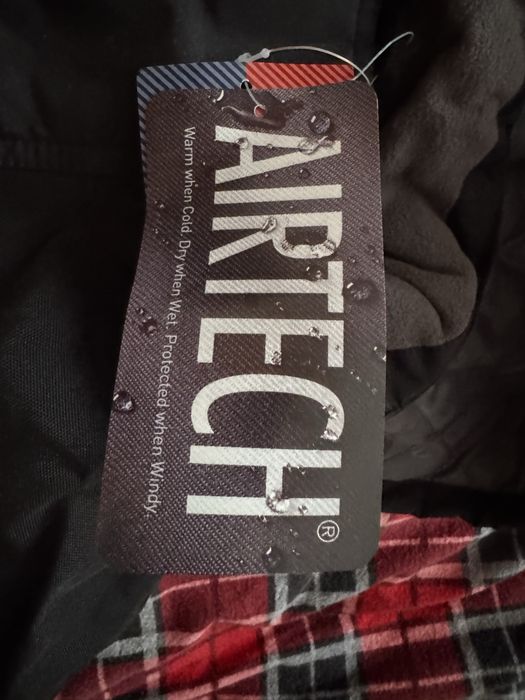 AIRTECH®
Warm when Cold. Dry when Wet. Protected when Windy.